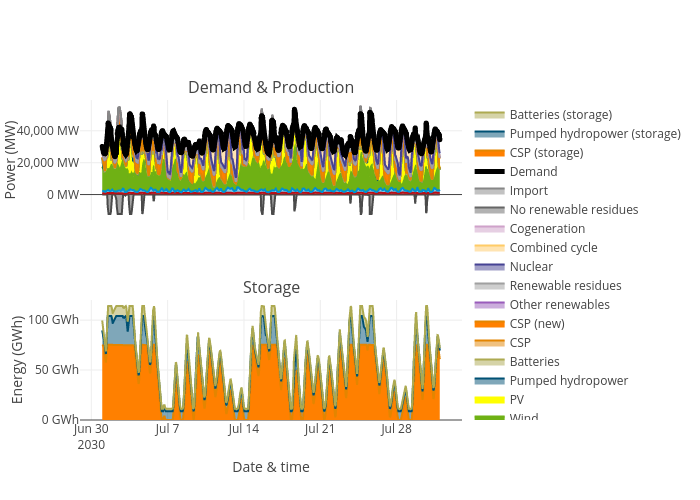 Demand & Production
Power (MW)
40,000 MW
20,000 MW
0 MW
Storage
Energy (GWh)
100 GWh
50 GWh
0 GWh
Jun 30
2030
Jul 7
Jul 14
Jul 21
Jul 28
Date & time
Batteries (storage)
Pumped hydropower (storage)
CSP (storage)
Demand
Import
No renewable residues
Cogeneration
Combined cycle
Nuclear
Renewable residues
Other renewables
CSP (new)
CSP
Batteries
Pumped hydropower
PV
Wind